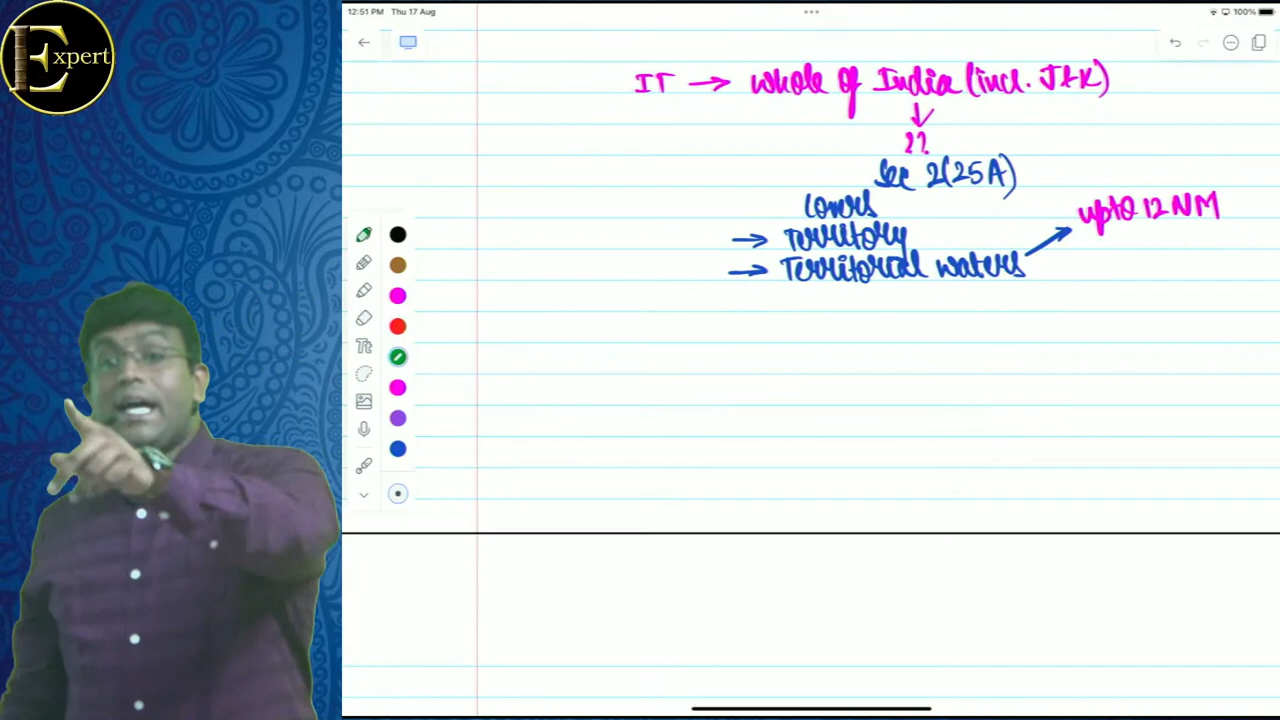 Expert
12:51 PM Thu 17 Aug
100%
IT → Whole of India (incl. J&K)
↓
??
Sec 2(25A)
Covers
→ Territory
→ Territorial waters → upto 12 NM
Tt